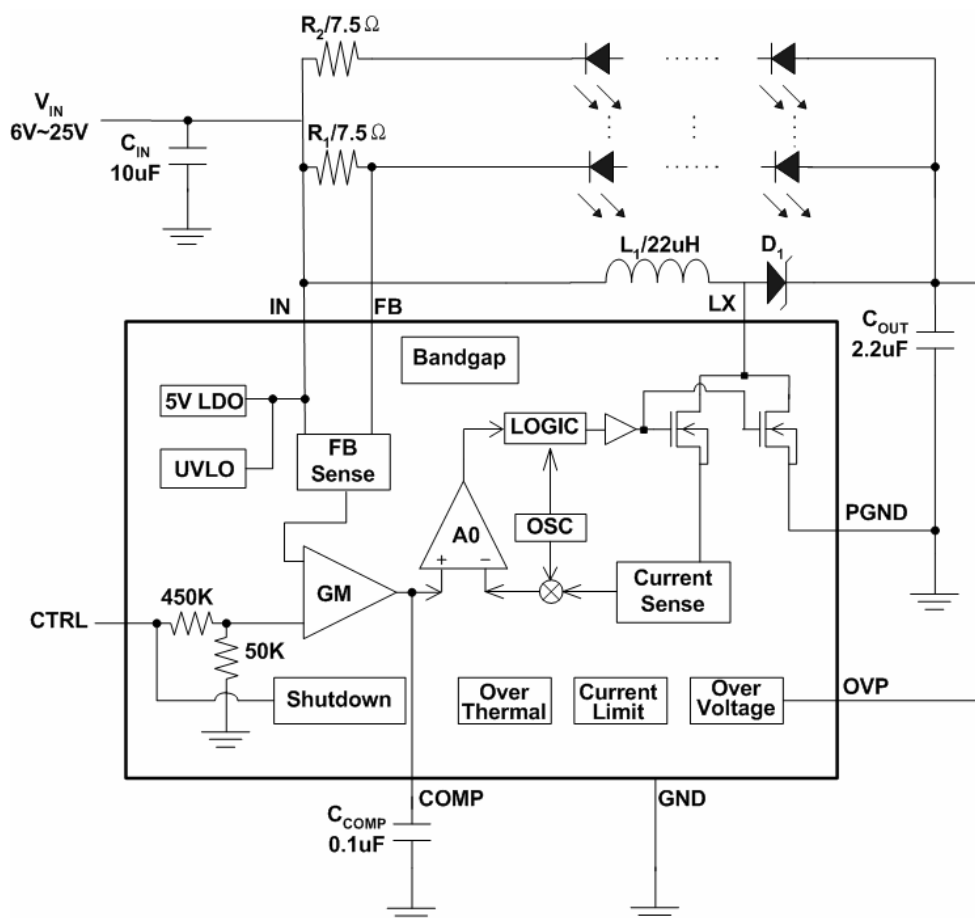 R2/7.5 Ω
VIN
6V~25V
CIN
10uF
R1/7.5 Ω
L1/22uH
D1
IN
FB
LX
COUT
2.2uF
Bandgap
5V LDO
UVLO
FB
Sense
LOGIC
OSC
A0
+
−
GM
Current
Sense
PGND
CTRL
450K
50K
Shutdown
Over
Thermal
Current
Limit
Over
Voltage
OVP
COMP
GND
CCOMP
0.1uF